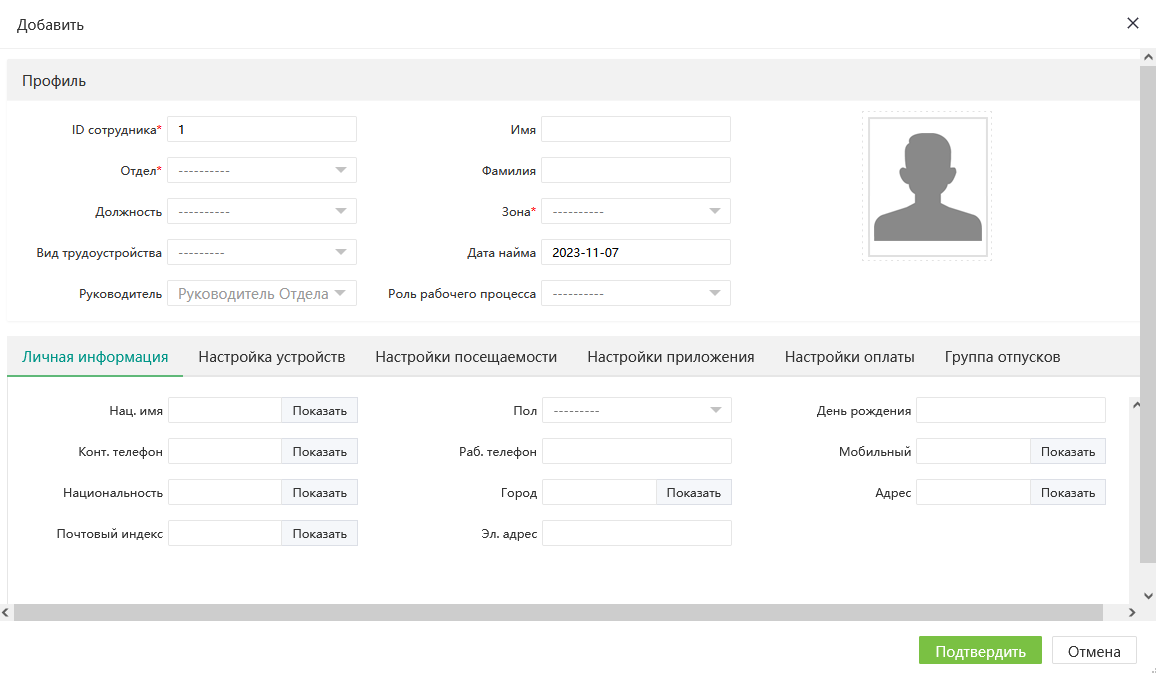 Добавить
Профиль
ID сотрудника* 1 Имя
Отдел* ---------- Фамилия
Должность ---------- Зона* ----------
Вид трудоустройства --------- Дата найма 2023-11-07
Руководитель Руководитель Отдела Роль рабочего процесса ----------
Личная информация Настройка устройств Настройки посещаемости Настройки приложения Настройки оплаты Группа отпусков
Нац. имя Показать Пол --------- День рождения
Конт. телефон Показать Раб. телефон Мобильный Показать
Национальность Показать Город Показать Адрес Показать
Почтовый индекс Показать Эл. адрес
Подтвердить Отмена